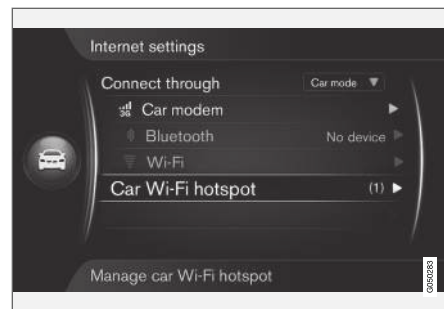 Internet settings
Connect through Car mode
3G Car modem
Bluetooth No device
Wi-Fi
Car Wi-Fi hotspot (1)
Manage car Wi-Fi hotspot
G050283